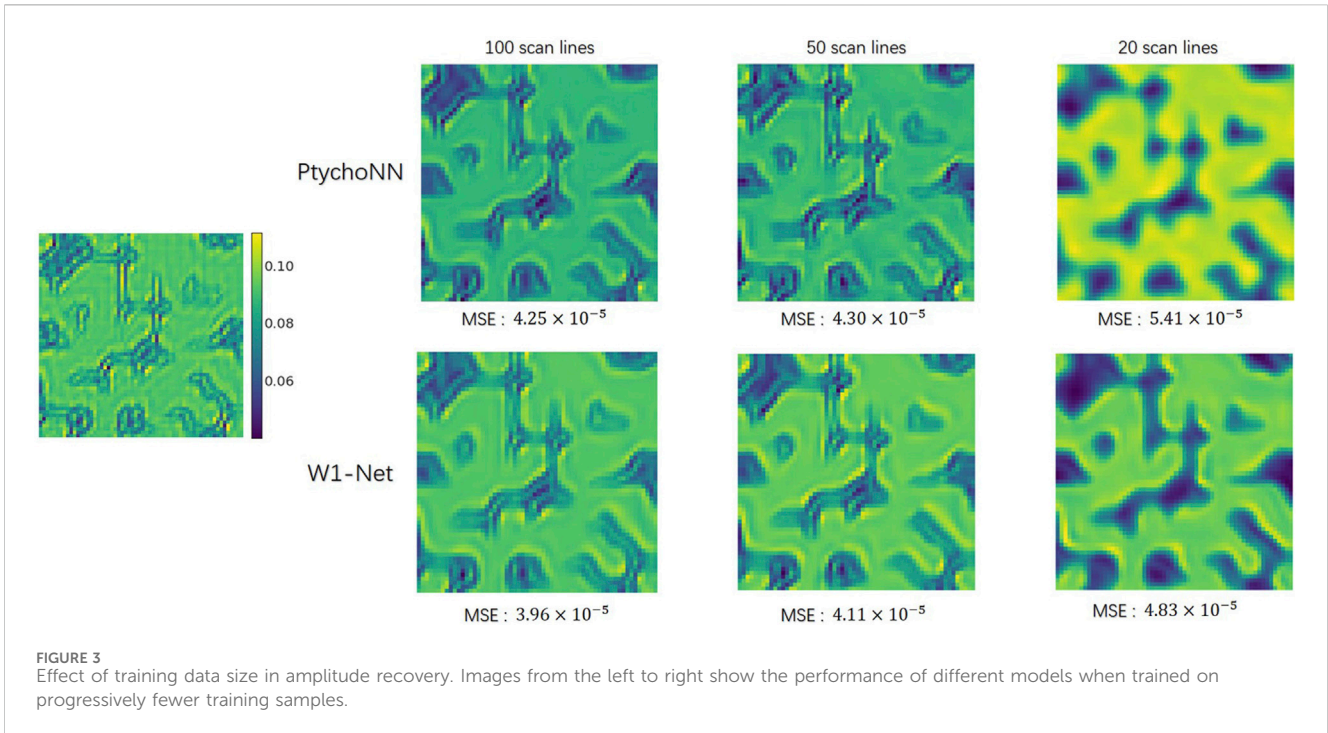 100 scan lines
50 scan lines
20 scan lines
PtychoNN
MSE : 4.25 × 10⁻⁵
MSE : 4.30 × 10⁻⁵
MSE : 5.41 × 10⁻⁵
0.10
0.08
0.06
W1-Net
MSE : 3.96 × 10⁻⁵
MSE : 4.11 × 10⁻⁵
MSE : 4.83 × 10⁻⁵
FIGURE 3
Effect of training data size in amplitude recovery. Images from the left to right show the performance of different models when trained on
progressively fewer training samples.